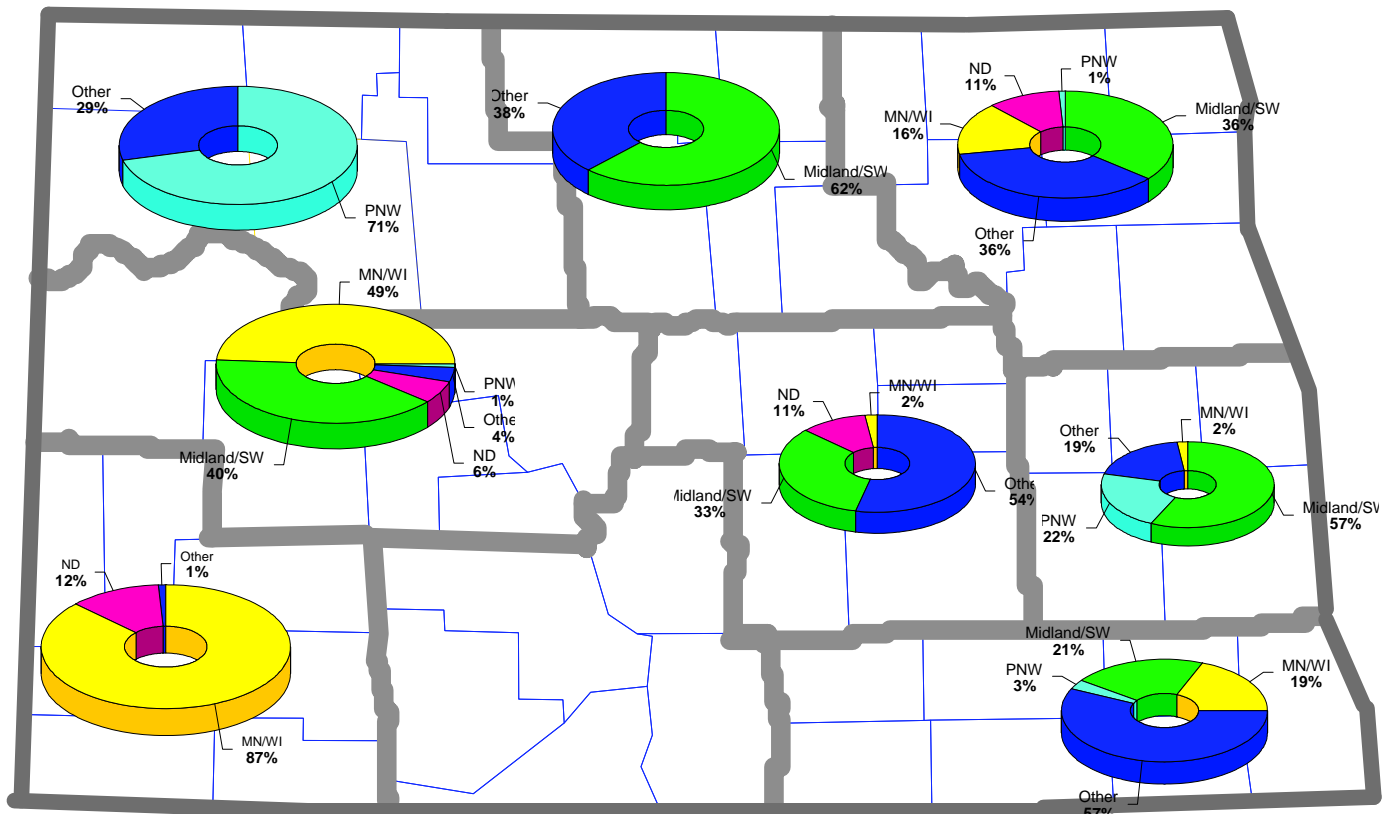 Other
29%
PNW
71%
Other
38%
Midland/SW
62%
ND
11%
PNW
1%
MN/WI
16%
Midland/SW
36%
Other
36%
MN/WI
49%
PNW
1%
Othe
4%
ND
6%
Midland/SW
40%
ND
11%
MN/WI
2%
Midland/SW
33%
Othe
54%
Other
19%
MN/WI
2%
PNW
22%
Midland/SW
57%
ND
12%
Other
1%
MN/WI
87%
Midland/SW
21%
PNW
3%
MN/WI
19%
Other
57%